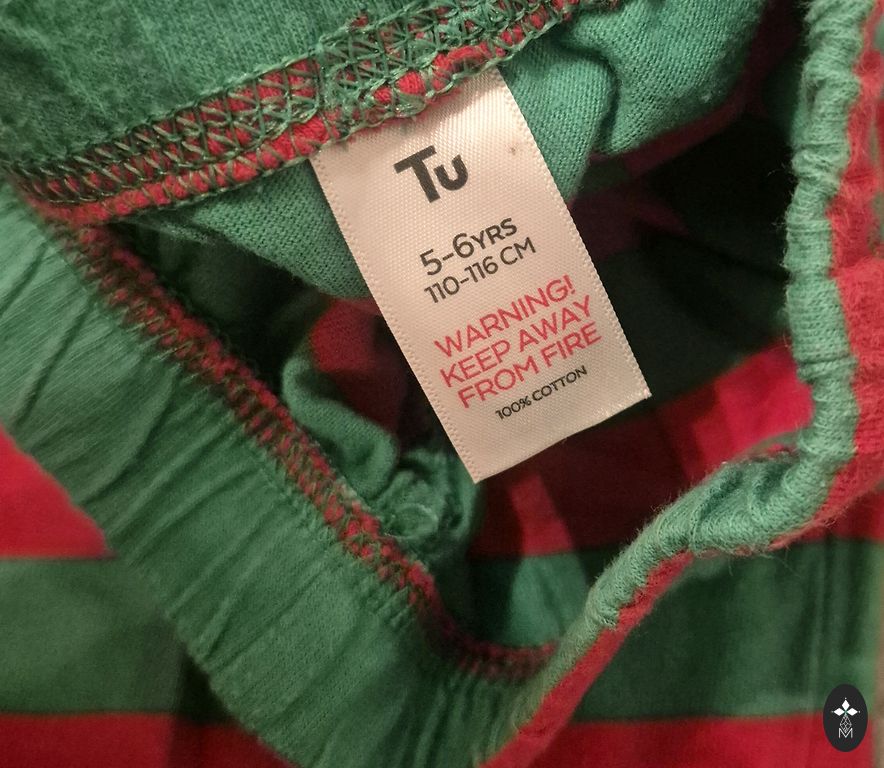 Tu
5-6YRS
110-116 CM
WARNING!
KEEP AWAY
FROM FIRE
100% COTTON